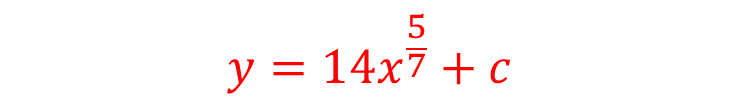 y = 14x^{5/7} + c